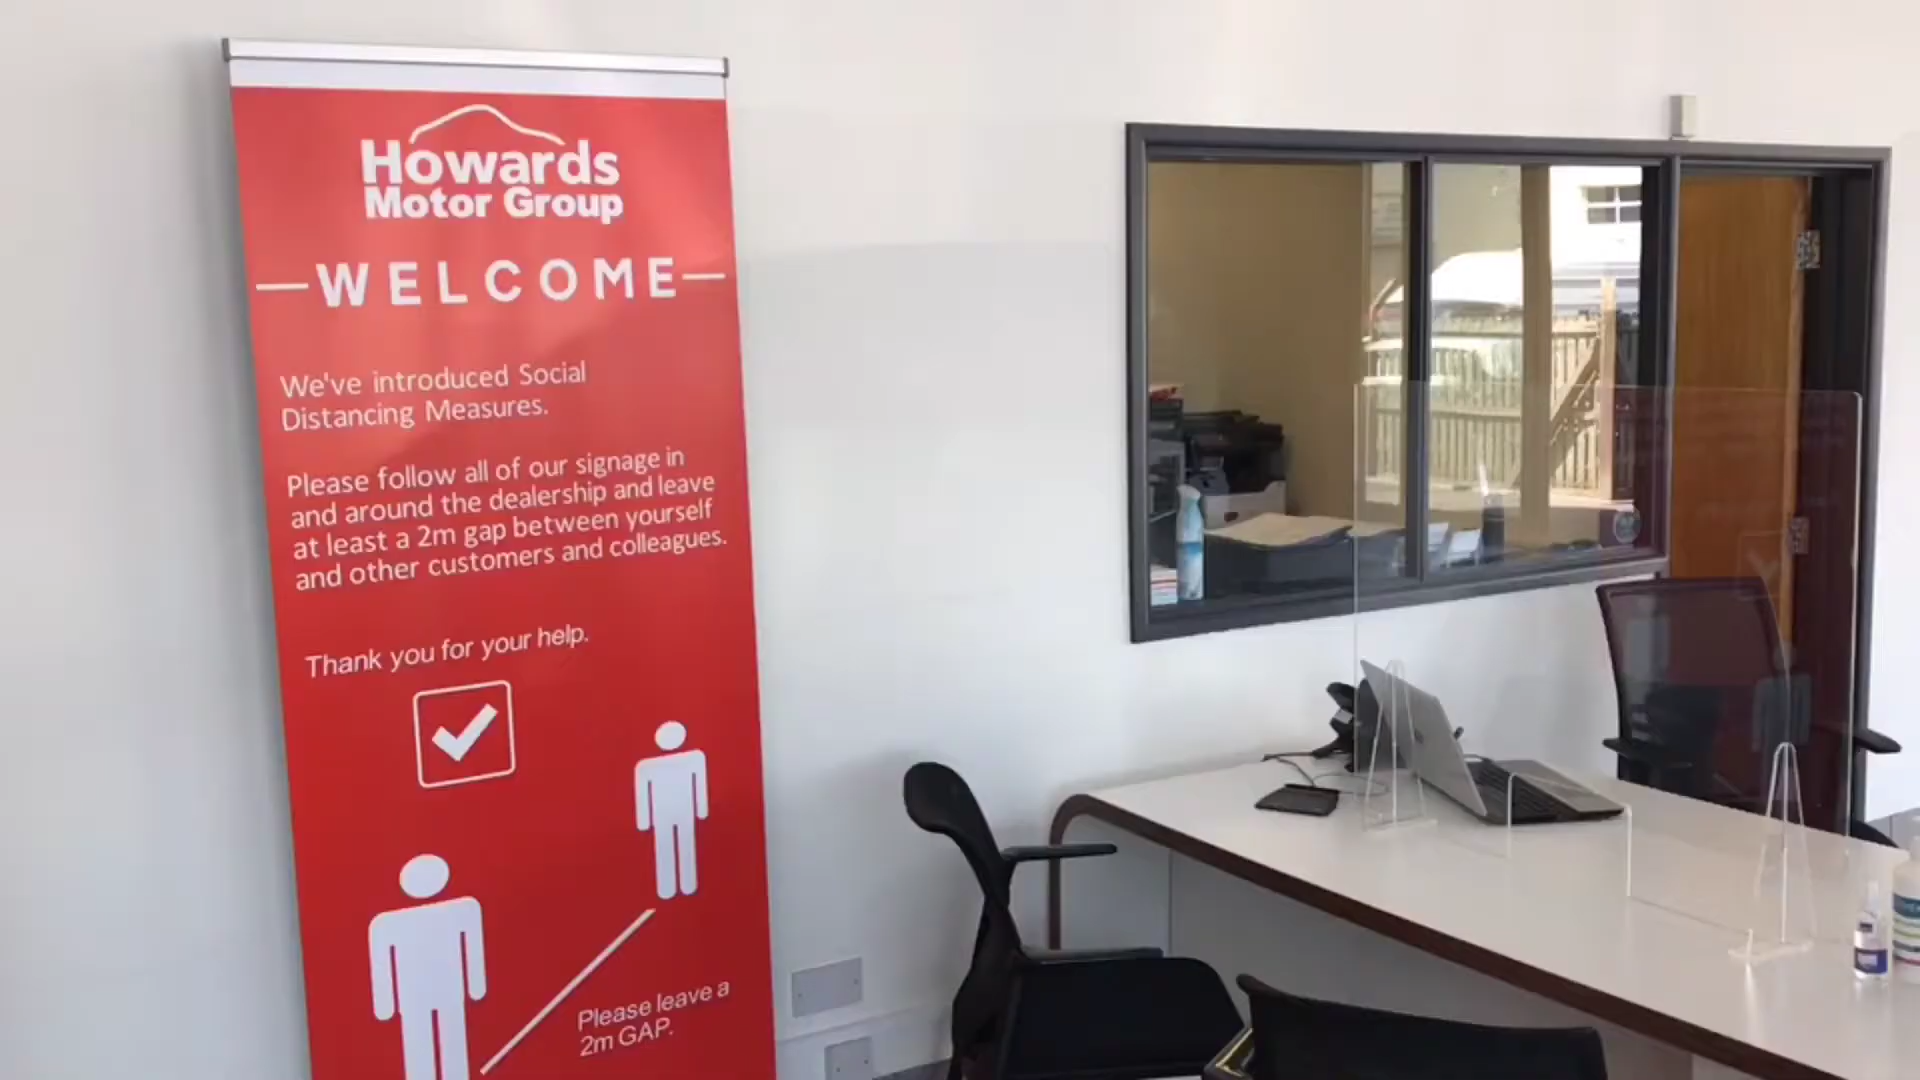 Howards
Motor Group
WELCOME
We've introduced Social
Distancing Measures.
Please follow all of our signage in
and around the dealership and leave
at least a 2m gap between yourself
and other customers and colleagues.
Thank you for your help.
Please leave a
2m GAP.